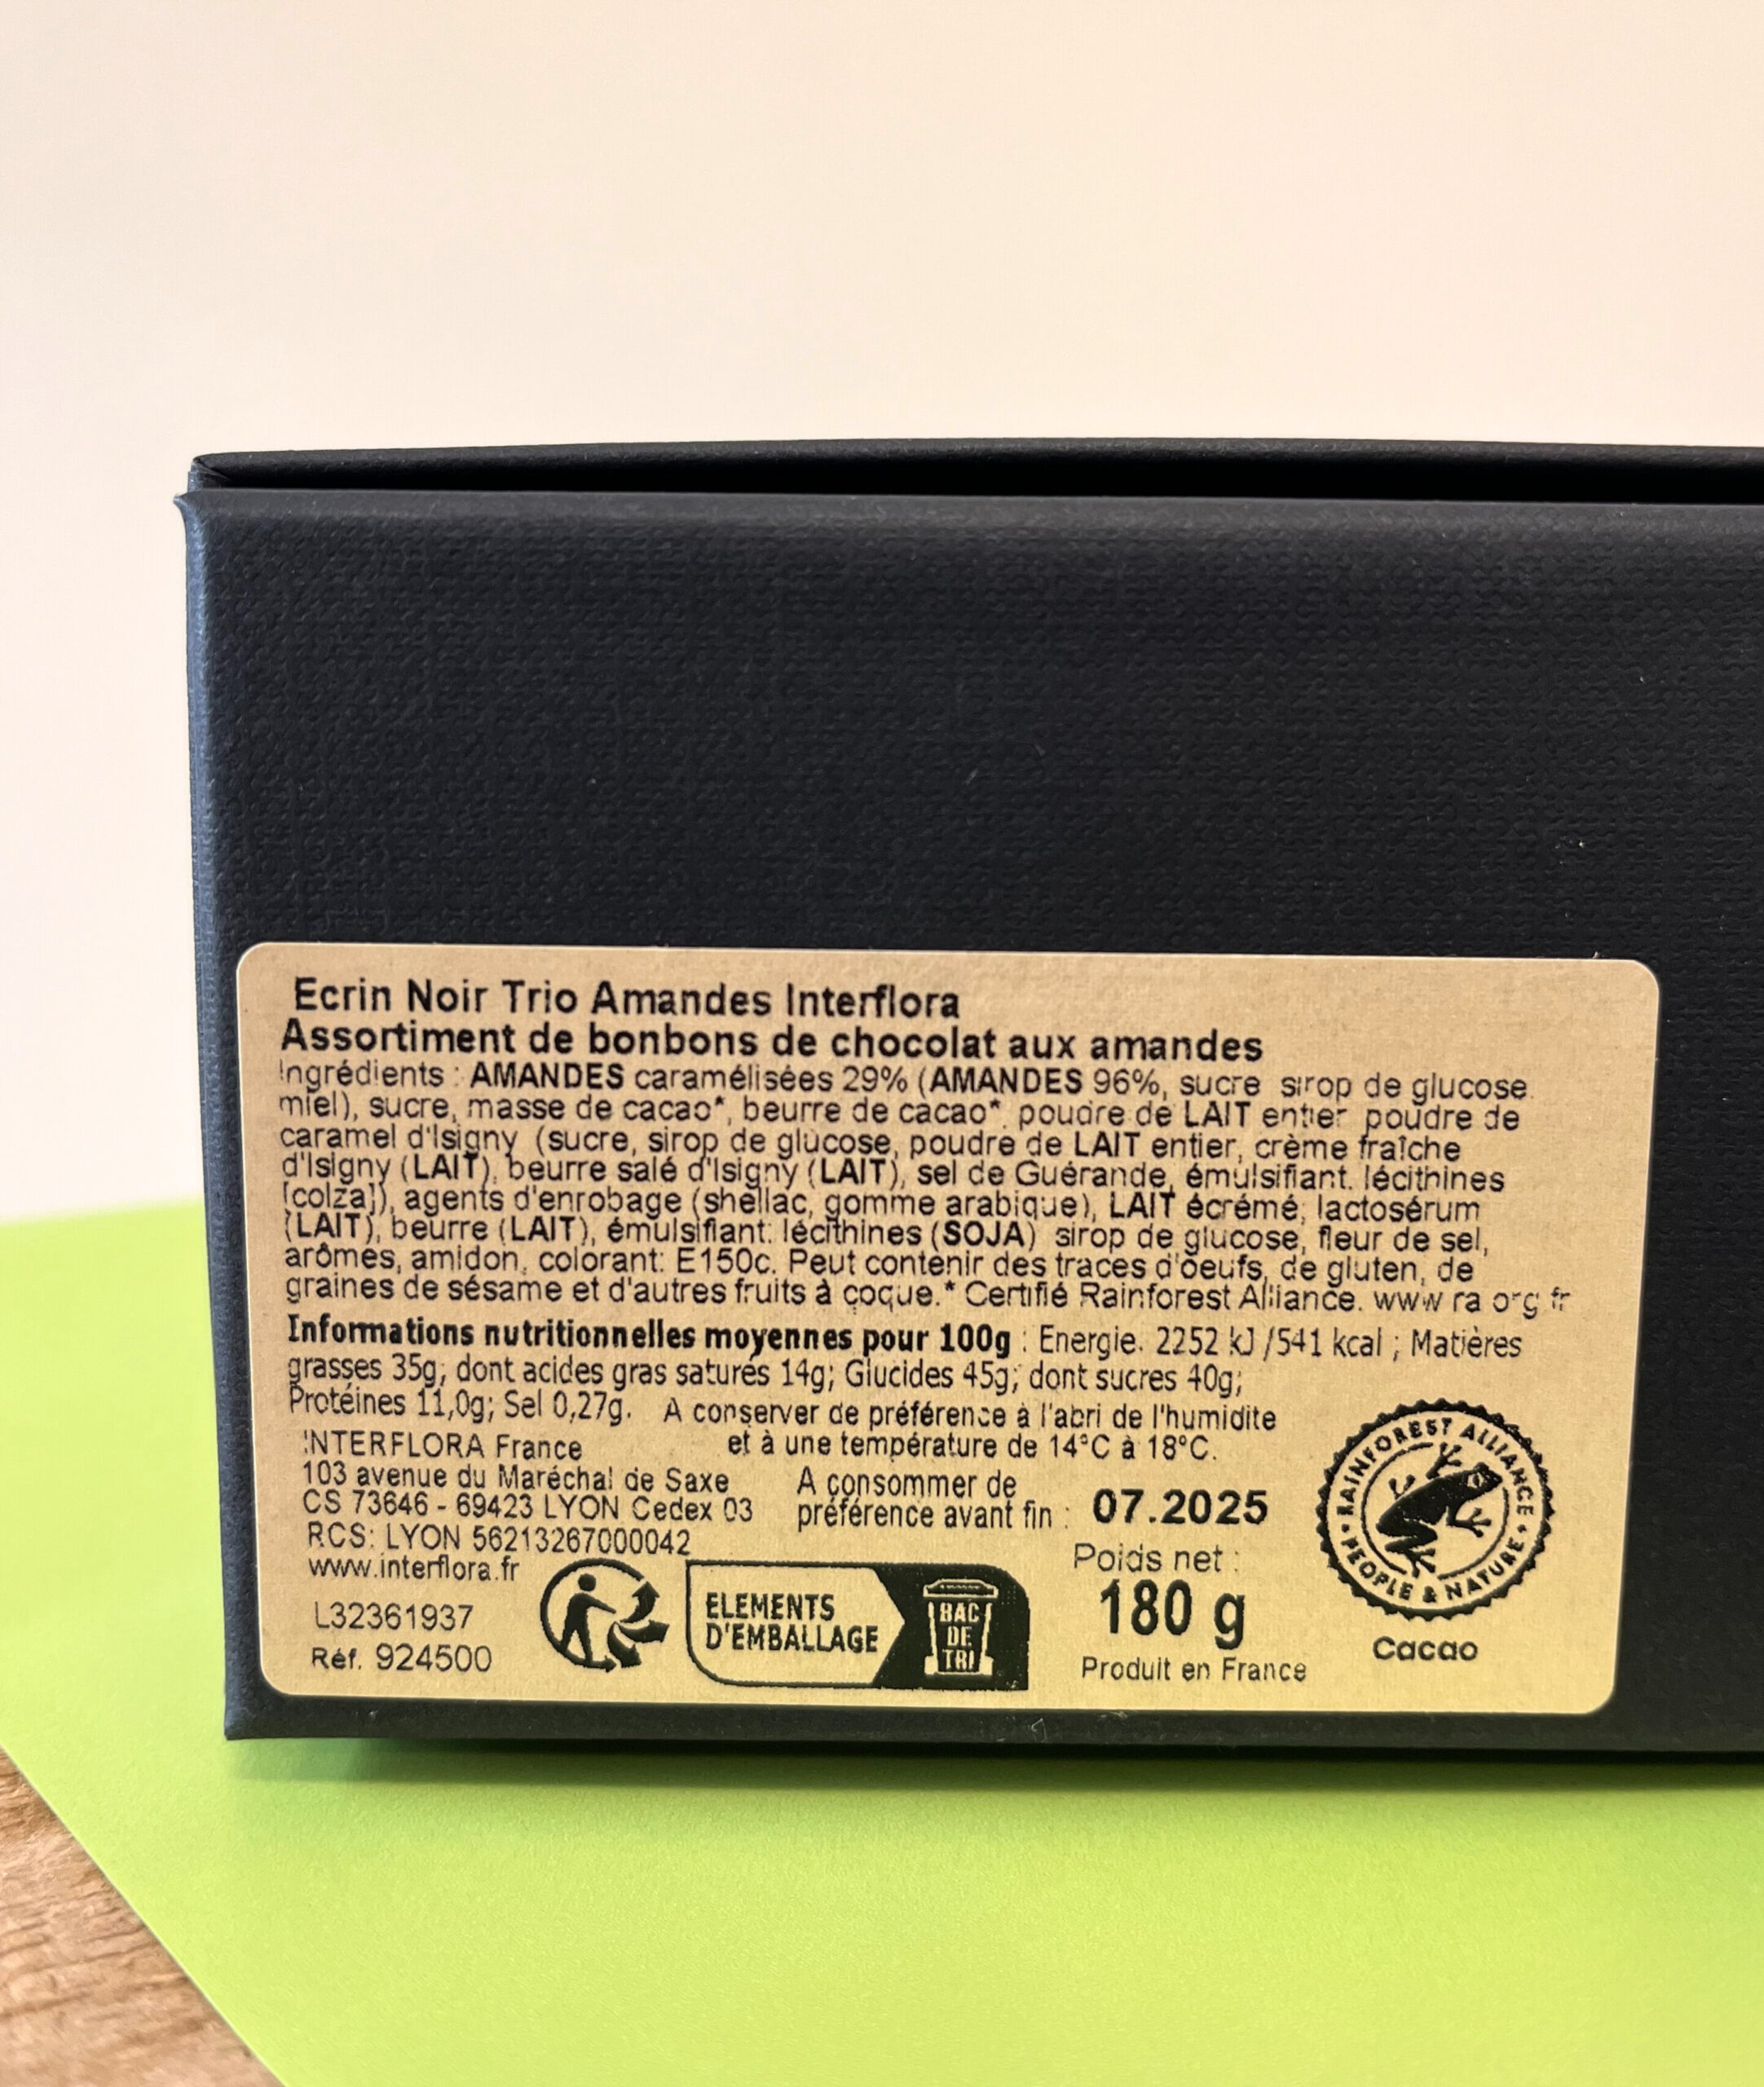 Ecrin Noir Trio Amandes Interflora
Assortiment de bonbons de chocolat aux amandes
Ingrédients : AMANDES caramélisées 29% (AMANDES 96%, sucre sirop de glucose
miel), sucre, masse de cacao*, beurre de cacao*, poudre de LAIT entier poudre de
caramel d'Isigny (sucre, sirop de glucose, poudre de LAIT entier, crème fraîche
d'Isigny (LAIT), beurre salé d'Isigny (LAIT), sel de Guérande, émulsifiant. lécithines
[colza]), agents d'enrobage (shellac, gomme arabique), LAIT écrémé, lactosérum
(LAIT), beurre (LAIT), émulsifiant: lécithines (SOJA) sirop de glucose, fleur de sel,
arômes, amidon, colorant: E150c. Peut contenir des traces d'oeufs, de gluten, de
graines de sésame et d'autres fruits à coque.* Certifié Rainforest Alliance. www ra org fr
Informations nutritionnelles moyennes pour 100g : Energie. 2252 kJ /541 kcal ; Matières
grasses 35g; dont acides gras saturés 14g; Glucides 45g; dont sucres 40g;
Protéines 11,0g; Sel 0,27g. A conserver de préférence à l'abri de l'humidite
et à une température de 14°C à 18°C.
INTERFLORA France
103 avenue du Maréchal de Saxe
CS 73646 - 69423 LYON Cedex 03
RCS: LYON 56213267000042
www.interflora.fr
L32361937
Réf. 924500
A consommer de
préférence avant fin : 07.2025
ELEMENTS
D'EMBALLAGE
BAC
DE
TRI
Poids net :
180 g
Produit en France
RAINFOREST ALLIANCE
• PEOPLE & NATURE •
Cacao